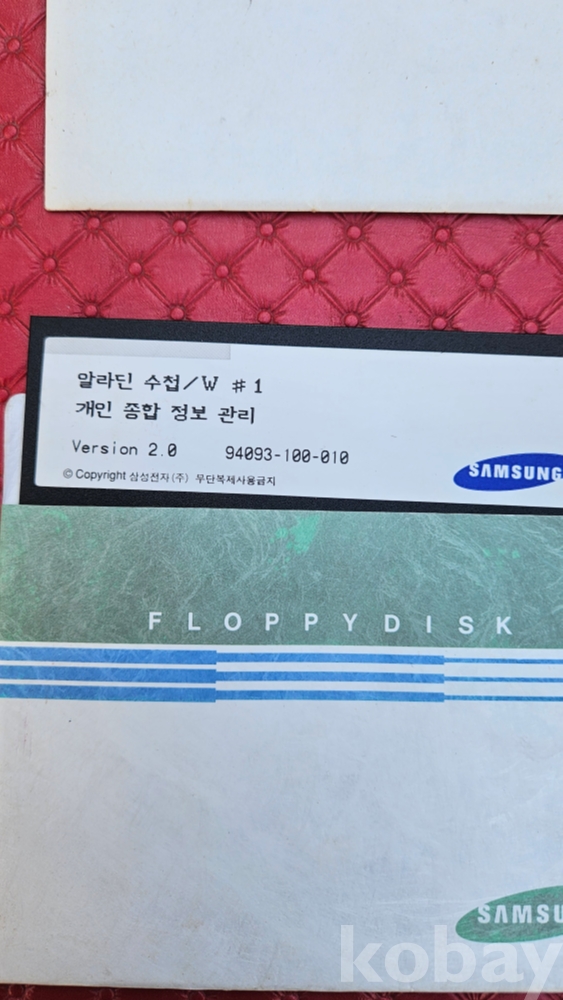 알라딘 수첩/W #1
개인 종합 정보 관리
Version 2.0 94093-100-010
© Copyright 삼성전자(주) 무단복제사용금지
SAMSUNG
FLOPPYDISK
SAMSU
kobay